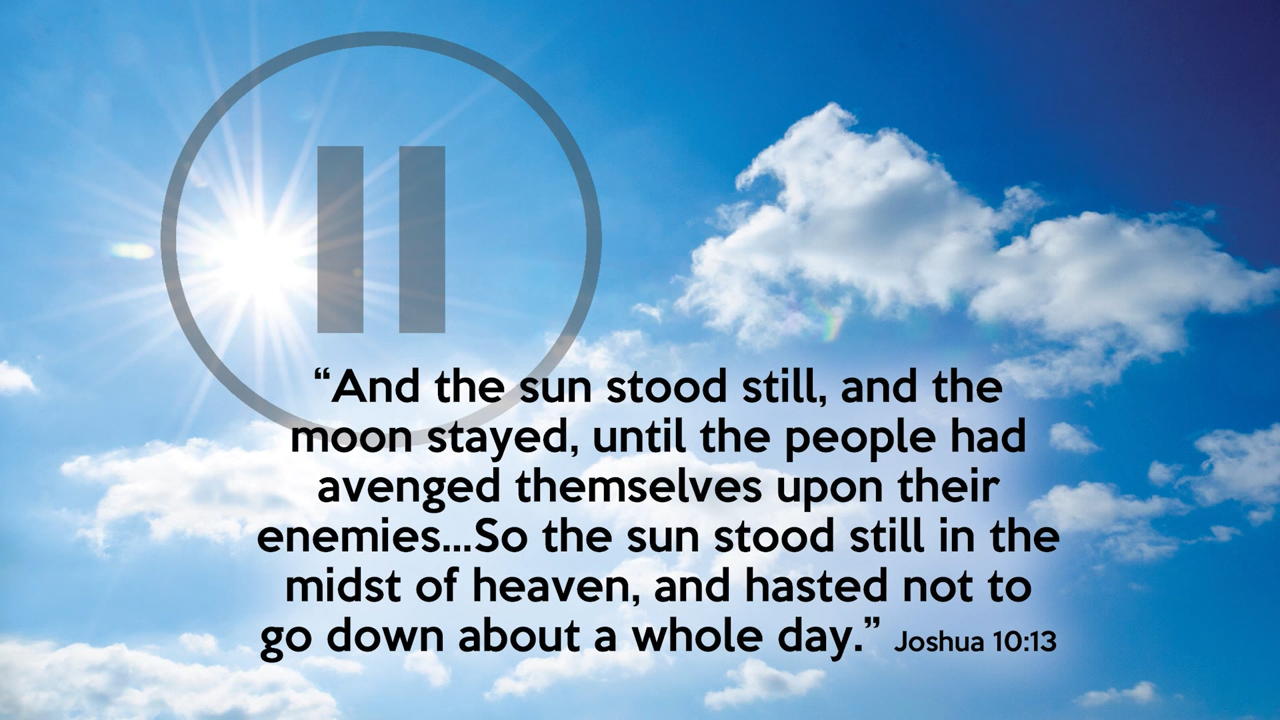 “And the sun stood still, and the
moon stayed, until the people had
avenged themselves upon their
enemies...So the sun stood still in the
midst of heaven, and hasted not to
go down about a whole day.” Joshua 10:13